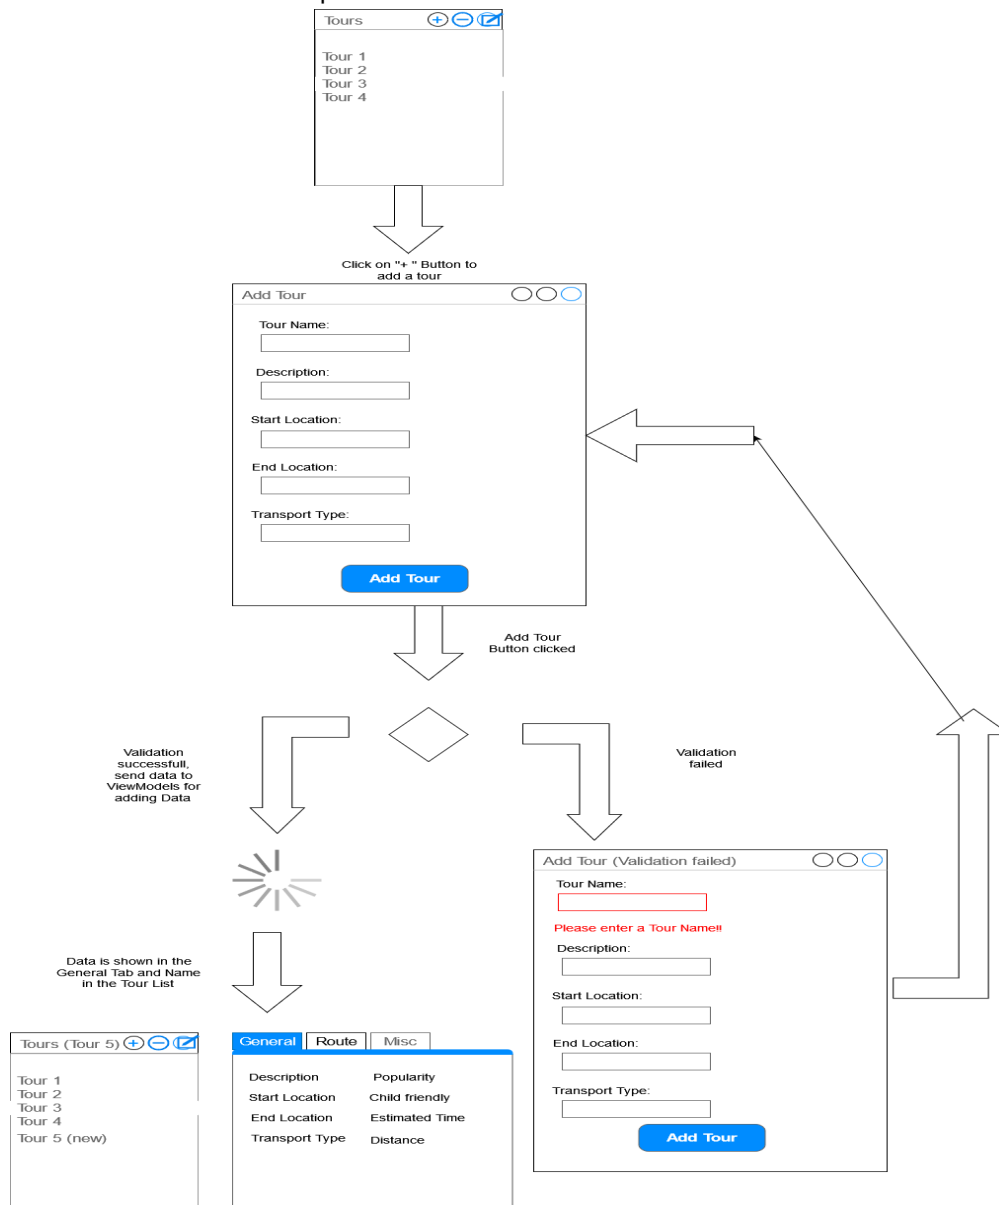 Tours
Tour 1
Tour 2
Tour 3
Tour 4
Click on "+ " Button to
add a tour
Add Tour
Tour Name:
Description:
Start Location:
End Location:
Transport Type:
Add Tour
Add Tour
Button clicked
Validation
successfull,
send data to
ViewModels for
adding Data
Validation
failed
Add Tour (Validation failed)
Tour Name:
Please enter a Tour Name!!
Description:
Start Location:
End Location:
Transport Type:
Add Tour
Data is shown in the
General Tab and Name
in the Tour List
Tours (Tour 5)
Tour 1
Tour 2
Tour 3
Tour 4
Tour 5 (new)
General Route Misc
Description Popularity
Start Location Child friendly
End Location Estimated Time
Transport Type Distance